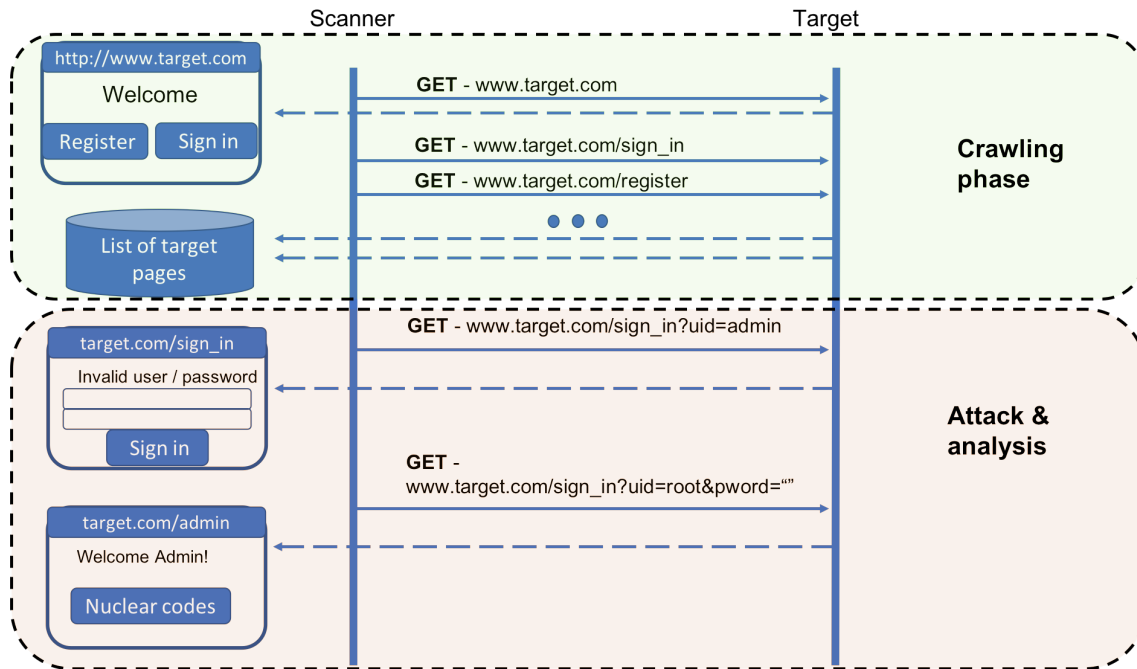 Scanner
Target
http://www.target.com
Welcome
Register
Sign in
GET - www.target.com
GET - www.target.com/sign_in
GET - www.target.com/register
Crawling
phase
List of target
pages
target.com/sign_in
Invalid user / password
Sign in
GET - www.target.com/sign_in?uid=admin
Attack &
analysis
GET -
www.target.com/sign_in?uid=root&pword=“”
target.com/admin
Welcome Admin!
Nuclear codes